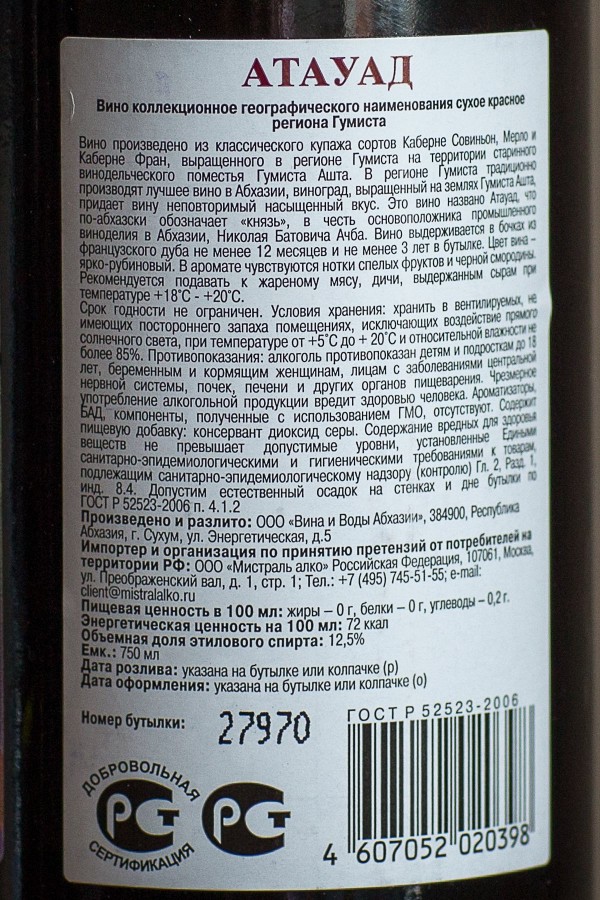 АТАУАД
Вино коллекционное географического наименования сухое красное
региона Гумиста
Вино произведено из классического купажа сортов Каберне Совиньон, Мерло и
Каберне Фран, выращенного в регионе Гумиста на территории старинного
винодельческого поместья Гумиста Ашта. В регионе Гумиста традиционно
производят лучшее вино в Абхазии, виноград, выращенный на землях Гумиста Ашта,
придает вину неповторимый насыщенный вкус. Это вино названо Атауад, что
по-абхазски обозначает «князь», в честь основоположника промышленного
виноделия в Абхазии, Николая Батовича Ачба. Вино выдерживается в бочках из
французского дуба не менее 12 месяцев и не менее 3 лет в бутылке. Цвет вина –
ярко-рубиновый. В аромате чувствуются нотки спелых фруктов и черной смородины.
Рекомендуется подавать к жареному мясу, дичи, выдержанным сырам при
температуре +18°С - +20°С.
Срок годности не ограничен. Условия хранения: хранить в вентилируемых, не
имеющих постороннего запаха помещениях, исключающих воздействие прямого
солнечного света, при температуре от +5°С до + 20°С и относительной влажности не
более 85%. Противопоказания: алкоголь противопоказан детям и подросткам до 18
лет, беременным и кормящим женщинам, лицам с заболеваниями центральной
нервной системы, почек, печени и других органов пищеварения. Чрезмерное
употребление алкогольной продукции вредит здоровью человека. Ароматизаторы,
БАД, компоненты, полученные с использованием ГМО, отсутствуют. Содержит
пищевую добавку: консервант диоксид серы. Содержание вредных для здоровья
веществ не превышает допустимые уровни, установленные Едиными
санитарно-эпидемиологическими и гигиеническими требованиями к товарам,
подлежащим санитарно-эпидемиологическому надзору (контролю) Гл. 2, Разд. 1,
инд. 8.4. Допустим естественный осадок на стенках и дне бутылки по
ГОСТ Р 52523-2006 п. 4.1.2
Произведено и разлито: ООО «Вина и Воды Абхазии», 384900, Республика
Абхазия, г. Сухум, ул. Энергетическая, д.5
Импортер и организация по принятию претензий от потребителей на
территории РФ: ООО «Мистраль алко» Российская Федерация, 107061, Москва,
ул. Преображенский вал, д. 1, стр. 1; Тел.: +7 (495) 745-51-55; e-mail:
client@mistralalko.ru
Пищевая ценность в 100 мл: жиры – 0 г, белки – 0 г, углеводы – 0,2 г.
Энергетическая ценность на 100 мл: 72 ккал
Объемная доля этилового спирта: 12,5%
Емк.: 750 мл
Дата розлива: указана на бутылке или колпачке (р)
Дата оформления: указана на бутылке или колпачке (о)
Номер бутылки: 27970
ГОСТ Р 52523-2006
ДОБРОВОЛЬНАЯ
СЕРТИФИКАЦИЯ
4 607052 020398